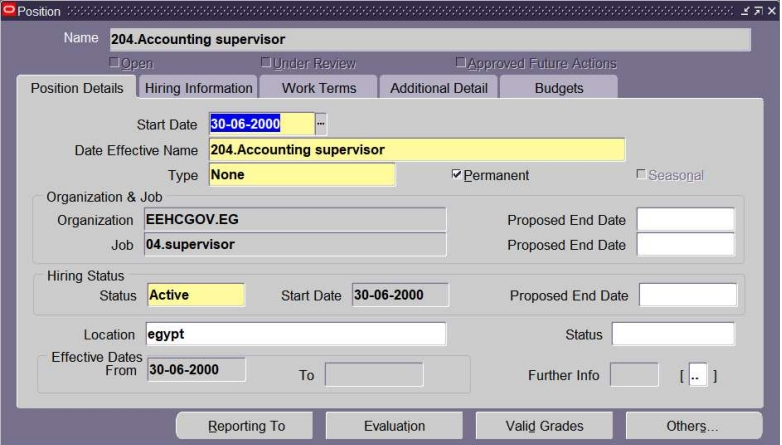 Position
Name 204.Accounting supervisor
Open Under Review Approved Future Actions
Position Details Hiring Information Work Terms Additional Detail Budgets
Start Date 30-06-2000 ...
Date Effective Name 204.Accounting supervisor
Type None Permanent Seasonal
Organization & Job
Organization EEHCGOV.EG Proposed End Date
Job 04.supervisor Proposed End Date
Hiring Status
Status Active Start Date 30-06-2000 Proposed End Date
Location egypt Status
Effective Dates
From 30-06-2000 To Further Info [ .. ]
Reporting To Evaluation Valid Grades Others...